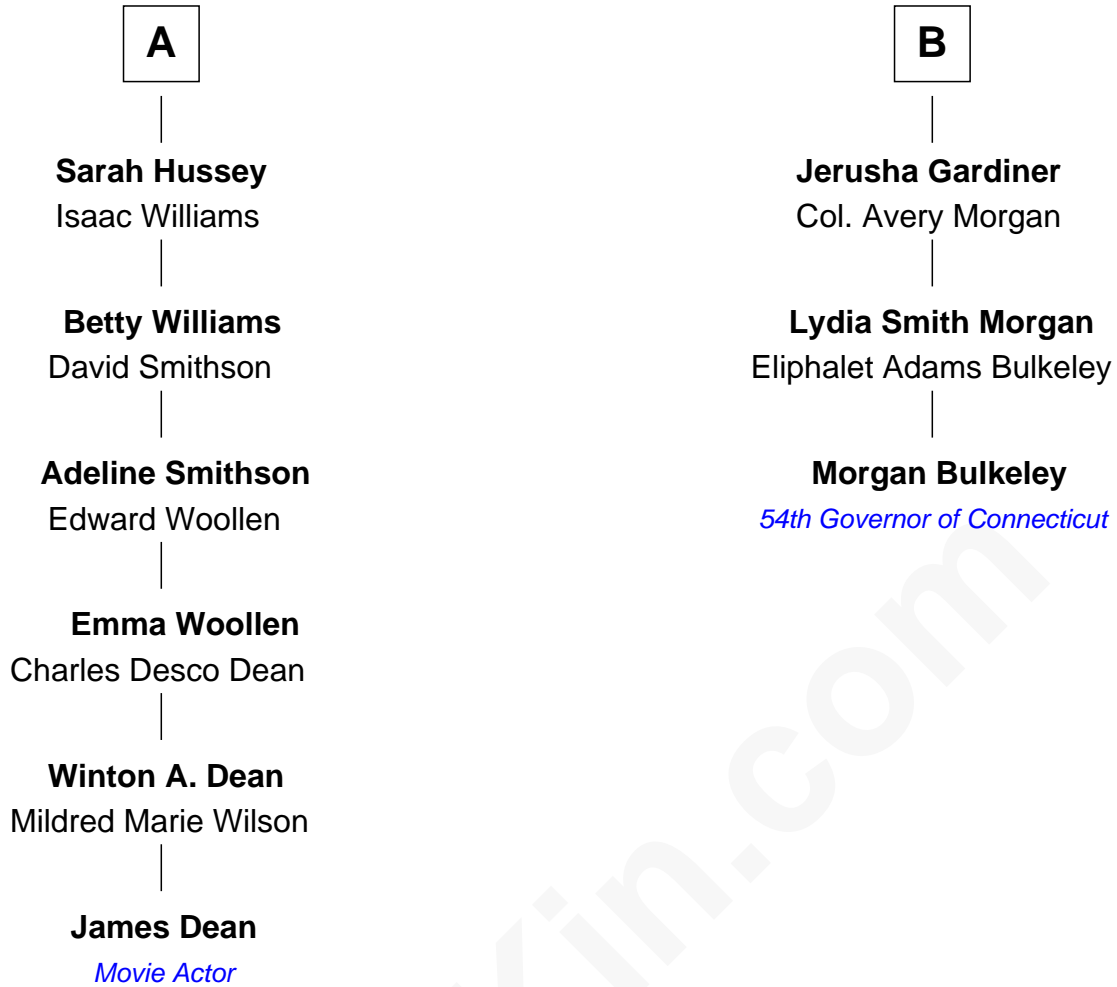 A
Sarah Hussey
Isaac Williams
Betty Williams
David Smithson
Adeline Smithson
Edward Woollen
Emma Woollen
Charles Desco Dean
Winton A. Dean
Mildred Marie Wilson
James Dean
Movie Actor
B
Jerusha Gardiner
Col. Avery Morgan
Lydia Smith Morgan
Eliphalet Adams Bulkeley
Morgan Bulkeley
54th Governor of Connecticut